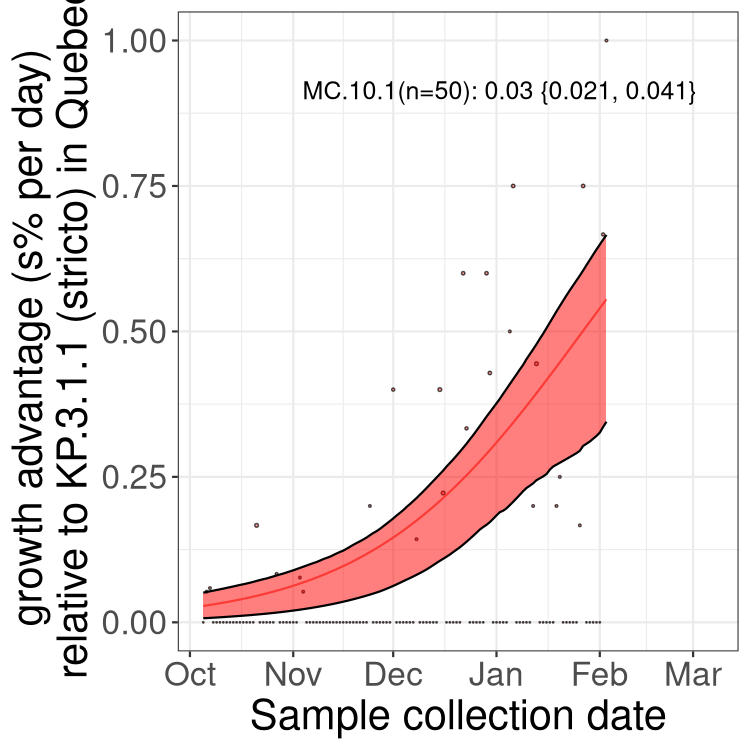 growth advantage (s% per day)
relative to KP.3.1.1 (stricto) in Quebec
1.00
0.75
0.50
0.25
0.00
MC.10.1(n=50): 0.03 {0.021, 0.041}
Oct Nov Dec Jan Feb Mar
Sample collection date